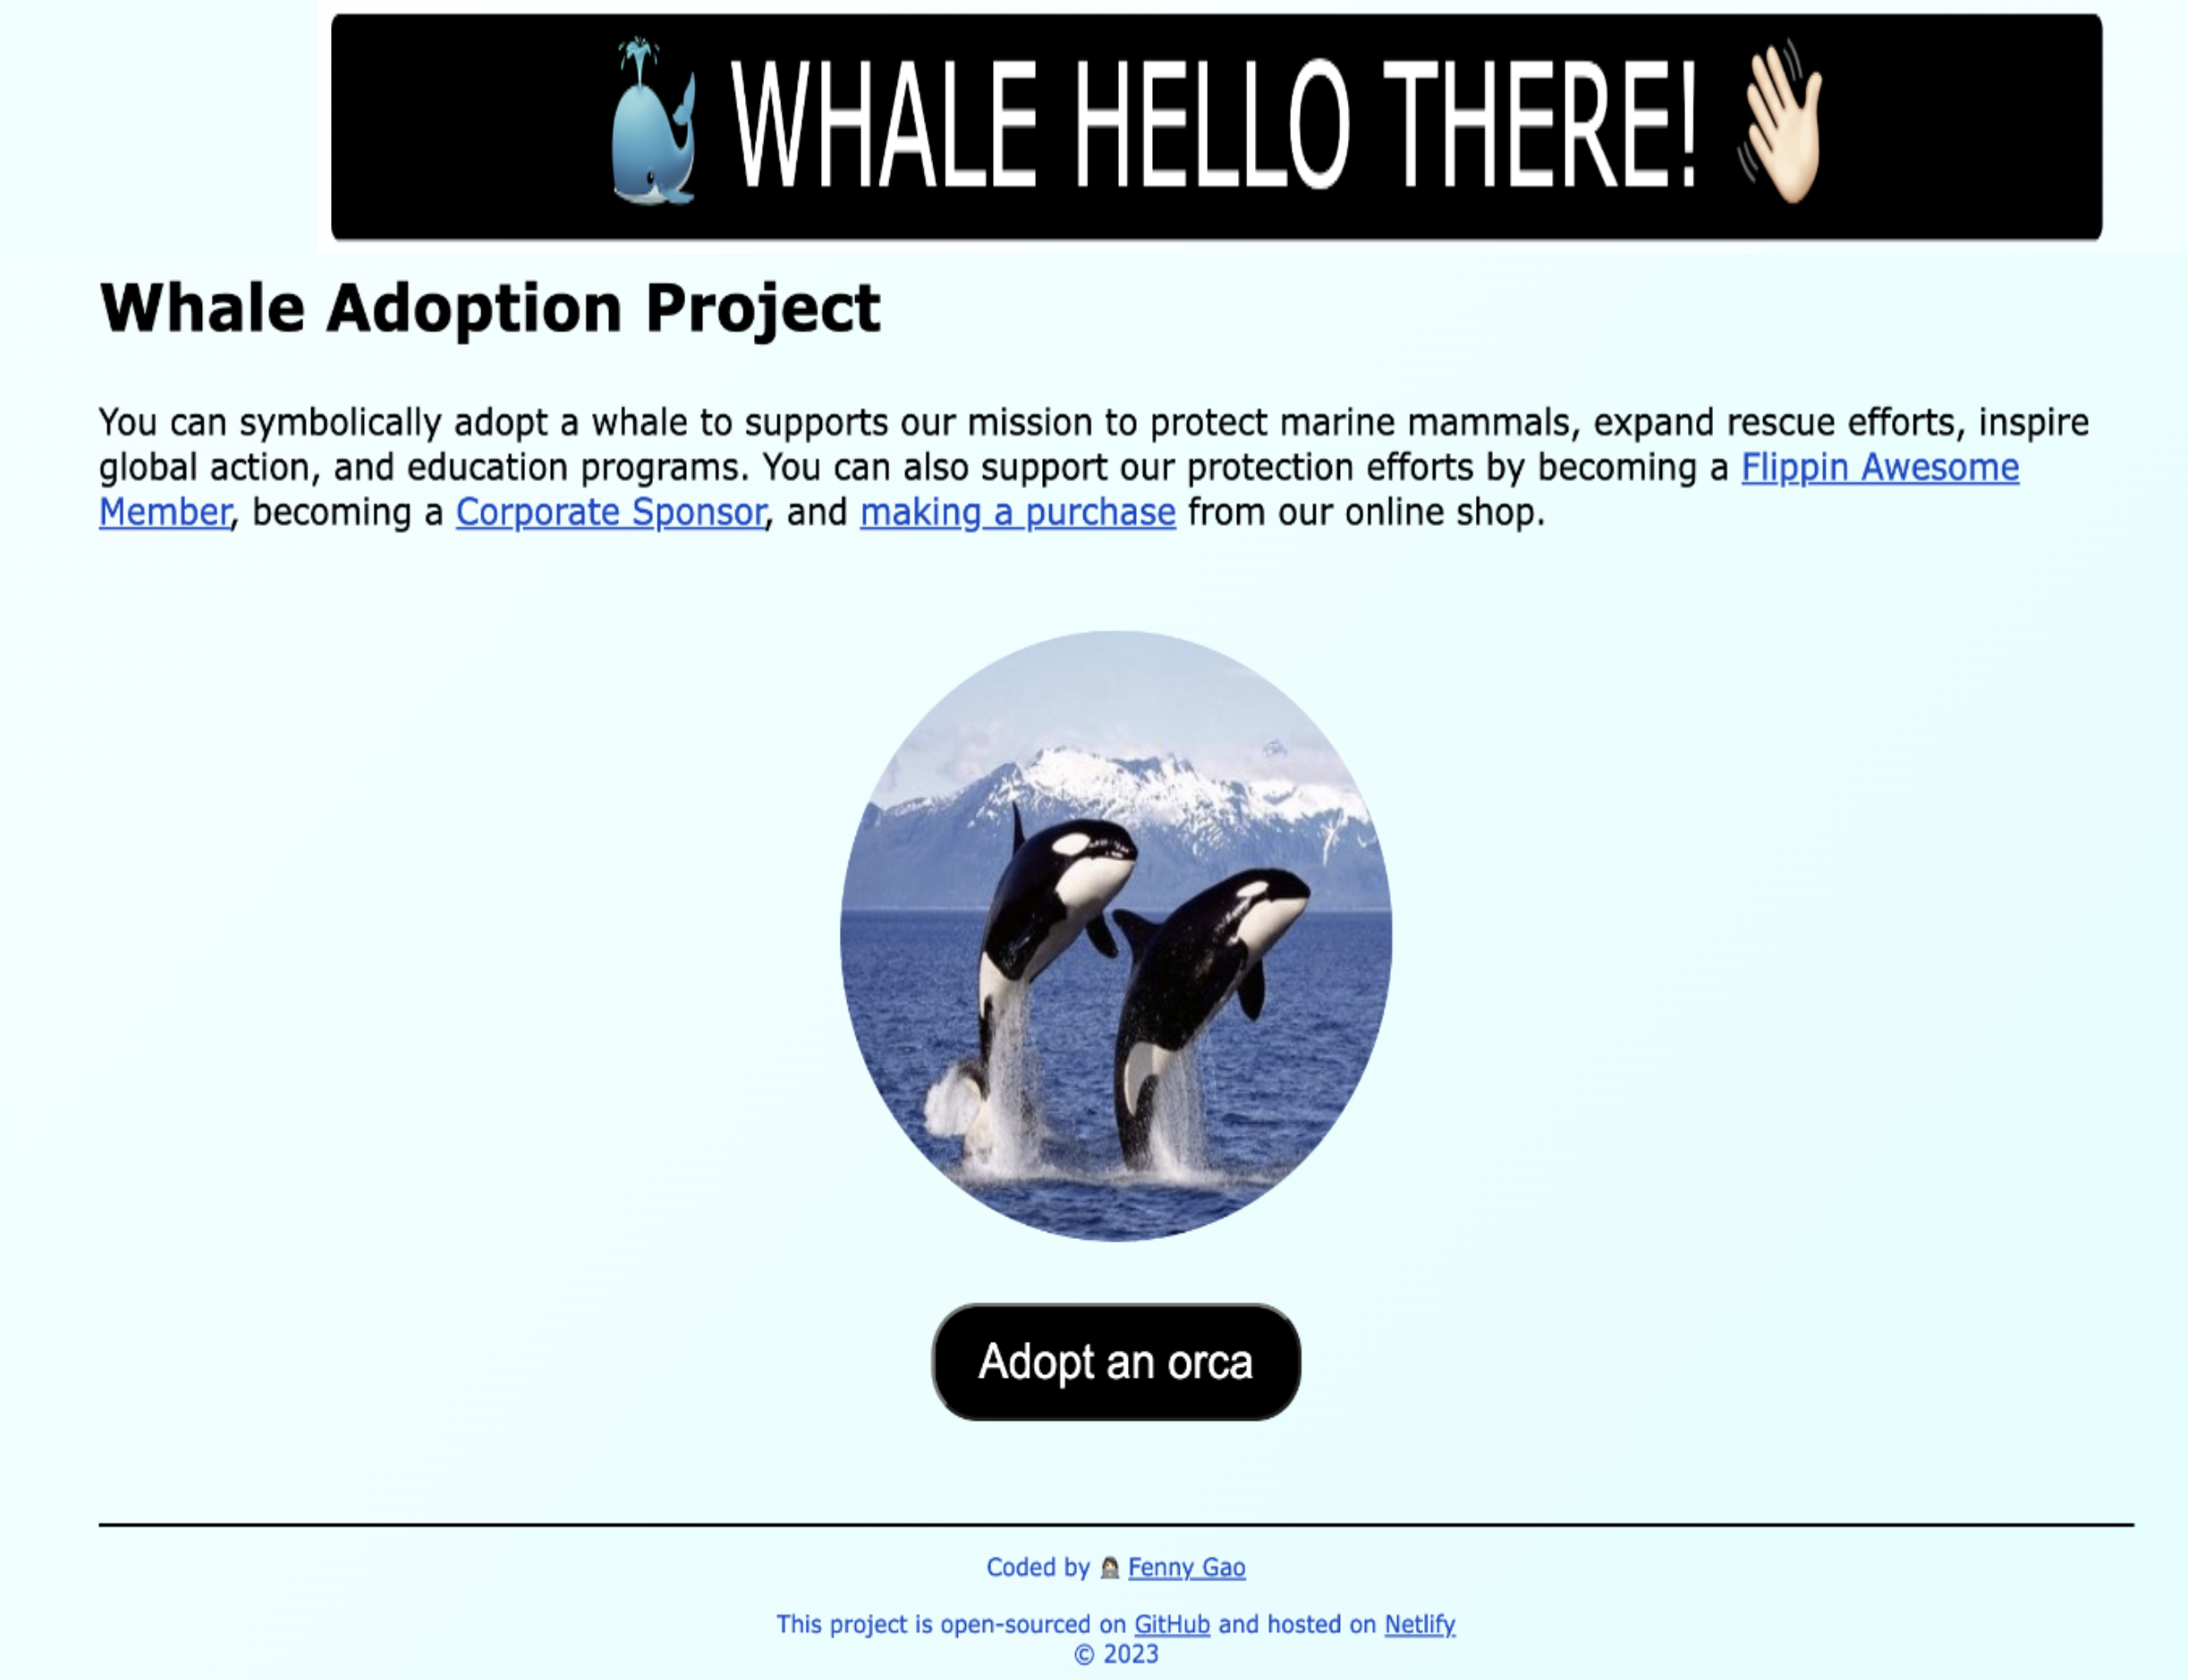 🐳 WHALE HELLO THERE! 👋🏻
Whale Adoption Project
You can symbolically adopt a whale to supports our mission to protect marine mammals, expand rescue efforts, inspire
global action, and education programs. You can also support our protection efforts by becoming a Flippin Awesome
Member, becoming a Corporate Sponsor, and making a purchase from our online shop.
Adopt an orca
Coded by 👩🏻‍💻 Fenny Gao
This project is open-sourced on GitHub and hosted on Netlify
© 2023